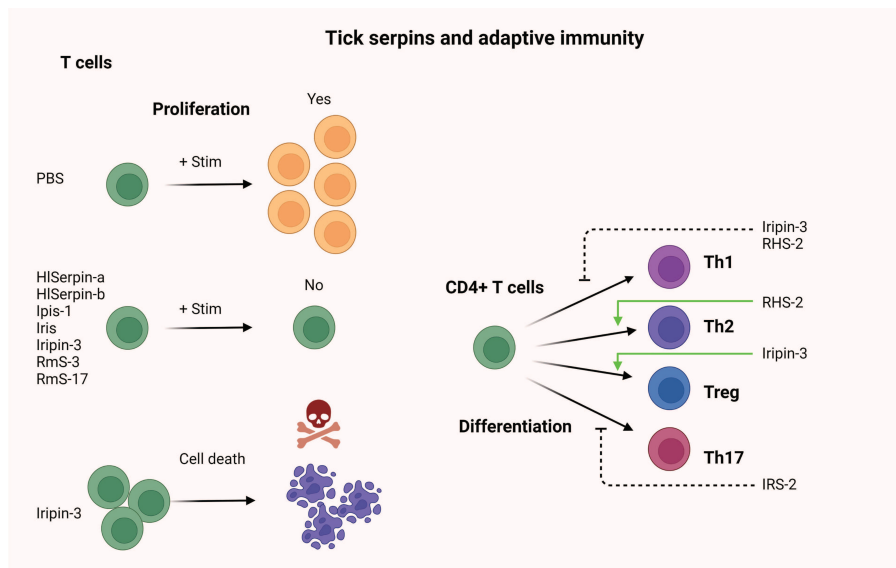 Tick serpins and adaptive immunity
T cells
Proliferation
Yes
PBS
+ Stim
HlSerpin-a
HlSerpin-b
Ipis-1
Iris
Iripin-3
RmS-3
RmS-17
+ Stim
No
Cell death
Iripin-3
CD4+ T cells
Differentiation
Iripin-3
RHS-2
Th1
RHS-2
Th2
Iripin-3
Treg
Th17
IRS-2